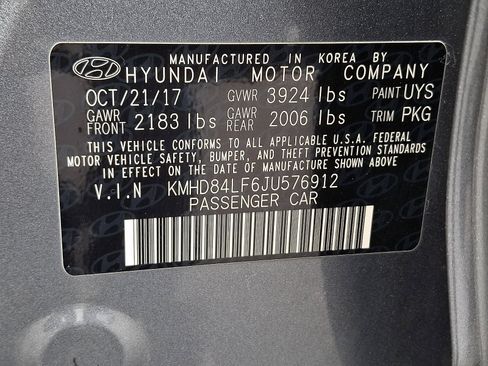 MANUFACTURED IN KOREA BY
HYUNDAI MOTOR COMPANY
OCT/21/17 GVWR 3924 lbs PAINT UYS
GAWR FRONT 2183 lbs GAWR REAR 2006 lbs TRIM PKG
THIS VEHICLE CONFORMS TO ALL APPLICABLE U.S.A. FEDERAL
MOTOR VEHICLE SAFETY, BUMPER, AND THEFT PREVENTION STANDARDS
IN EFFECT ON THE DATE OF MANUFACTURE SHOWN ABOVE.
V.I.N KMHD84LF6JU576912
PASSENGER CAR